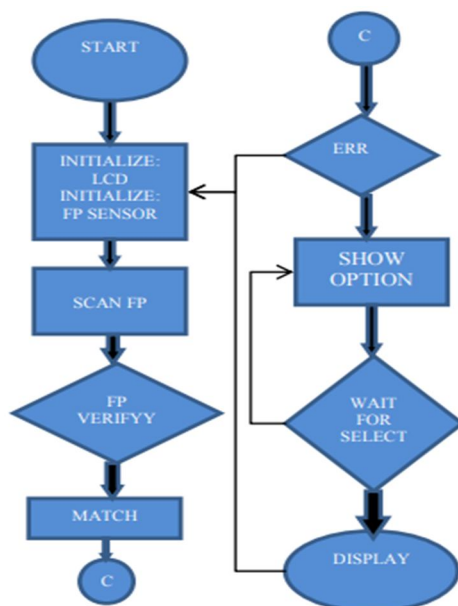 START
INITIALIZE:
LCD
INITIALIZE:
FP SENSOR
SCAN FP
FP
VERIFYY
MATCH
C
C
ERR
SHOW
OPTION
WAIT
FOR
SELECT
DISPLAY